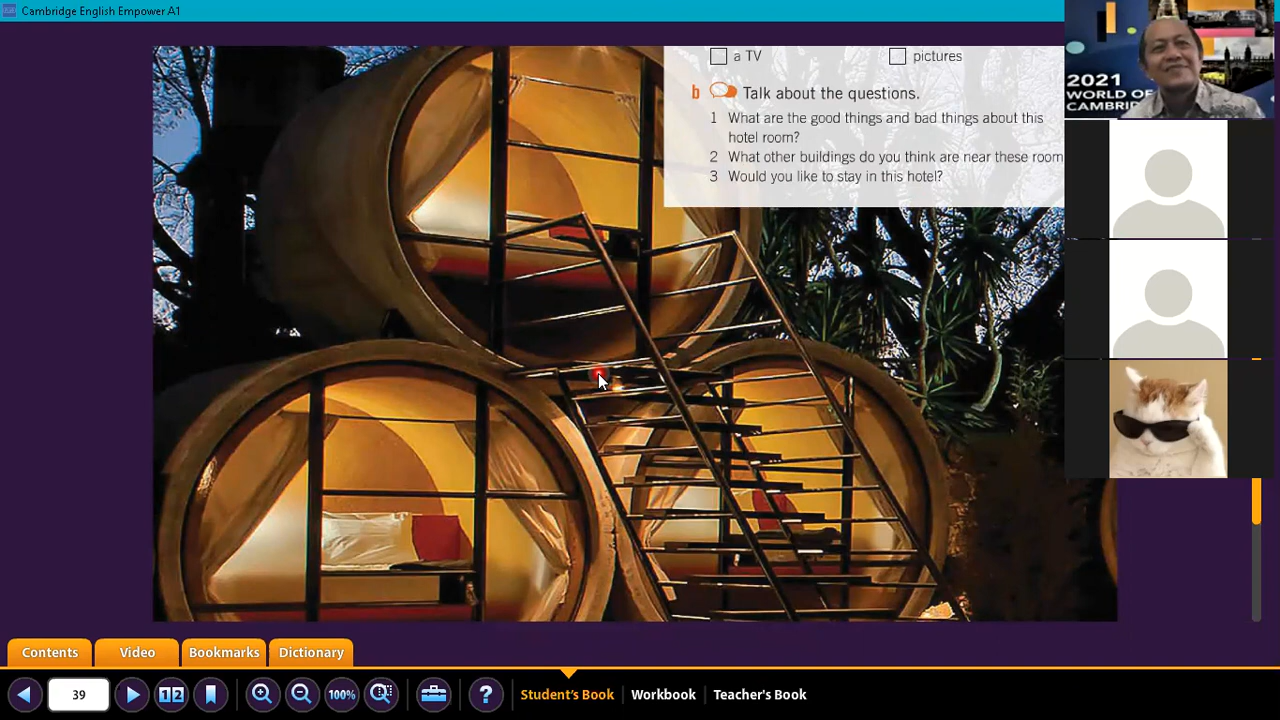 Cambridge English Empower A1
a TV
pictures
b Talk about the questions.
1 What are the good things and bad things about this
hotel room?
2 What other buildings do you think are near these room
3 Would you like to stay in this hotel?
2021
WORLD OF
CAMBRID
Contents
Video
Bookmarks
Dictionary
39
1 2
100%
?
Student's Book
Workbook
Teacher's Book